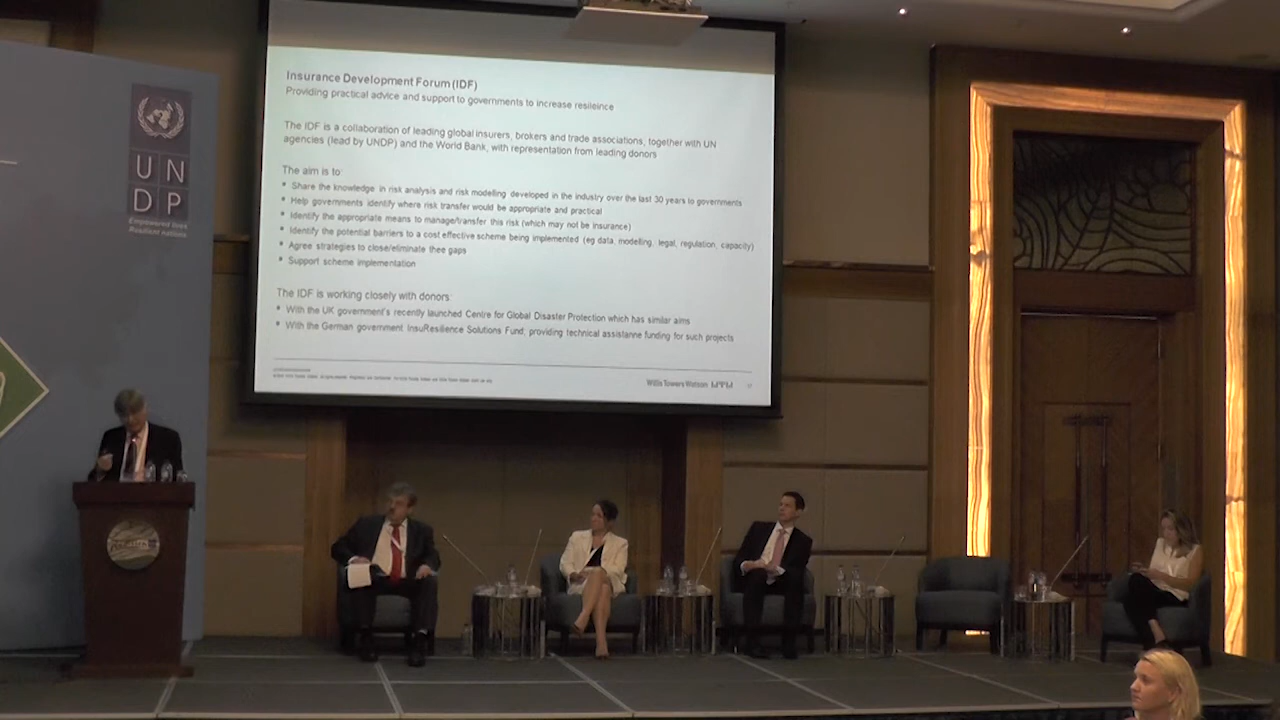 Insurance Development Forum (IDF)
Providing practical advice and support to governments to increase resileince
The IDF is a collaboration of leading global insurers, brokers and trade associations, together with UN
agencies (lead by UNDP) and the World Bank, with representation from leading donors
The aim is to:
• Share the knowledge in risk analysis and risk modelling developed in the industry over the last 30 years to governments
• Help governments identify where risk transfer would be appropriate and practical
• Identify the appropriate means to manage/transfer this risk (which may not be insurance)
• Identify the potential barriers to a cost effective scheme being implemented (eg data, modelling, legal, regulation, capacity)
• Agree strategies to close/eliminate thee gaps
• Support scheme implementation
The IDF is working closely with donors:
• With the UK government's recently launched Centre for Global Disaster Protection which has similar aims
• With the German government InsuResilience Solutions Fund, providing technical assistanne funding for such projects
Willis Towers Watson
17
U N
D P
Empowered lives
Resilient nations